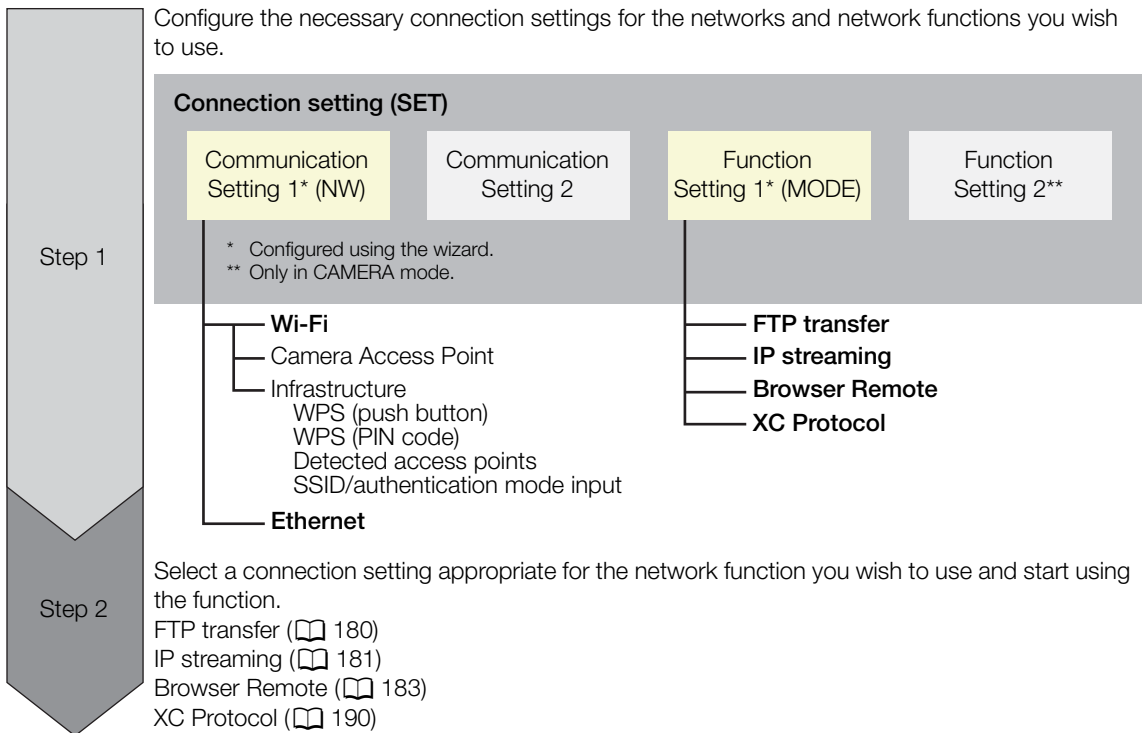 Configure the necessary connection settings for the networks and network functions you wish
to use.
Connection setting (SET)
Communication
Setting 1* (NW)
Communication
Setting 2
Function
Setting 1* (MODE)
Function
Setting 2**
* Configured using the wizard.
** Only in CAMERA mode.
Step 1
Wi-Fi
Camera Access Point
Infrastructure
WPS (push button)
WPS (PIN code)
Detected access points
SSID/authentication mode input
Ethernet
FTP transfer
IP streaming
Browser Remote
XC Protocol
Step 2
Select a connection setting appropriate for the network function you wish to use and start using
the function.
FTP transfer (📖 180)
IP streaming (📖 181)
Browser Remote (📖 183)
XC Protocol (📖 190)